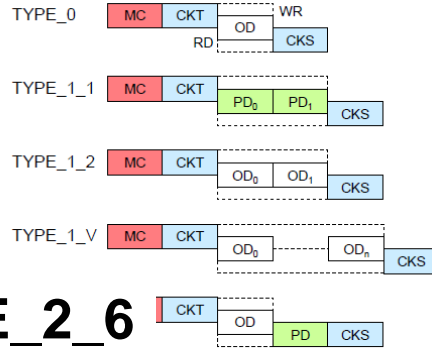 TYPE_0 MC CKT OD WR
RD CKS
TYPE_1_1 MC CKT PD₀ PD₁ CKS
TYPE_1_2 MC CKT OD₀ OD₁ CKS
TYPE_1_V MC CKT OD₀ ODₙ CKS
E_2_6 CKT OD PD CKS